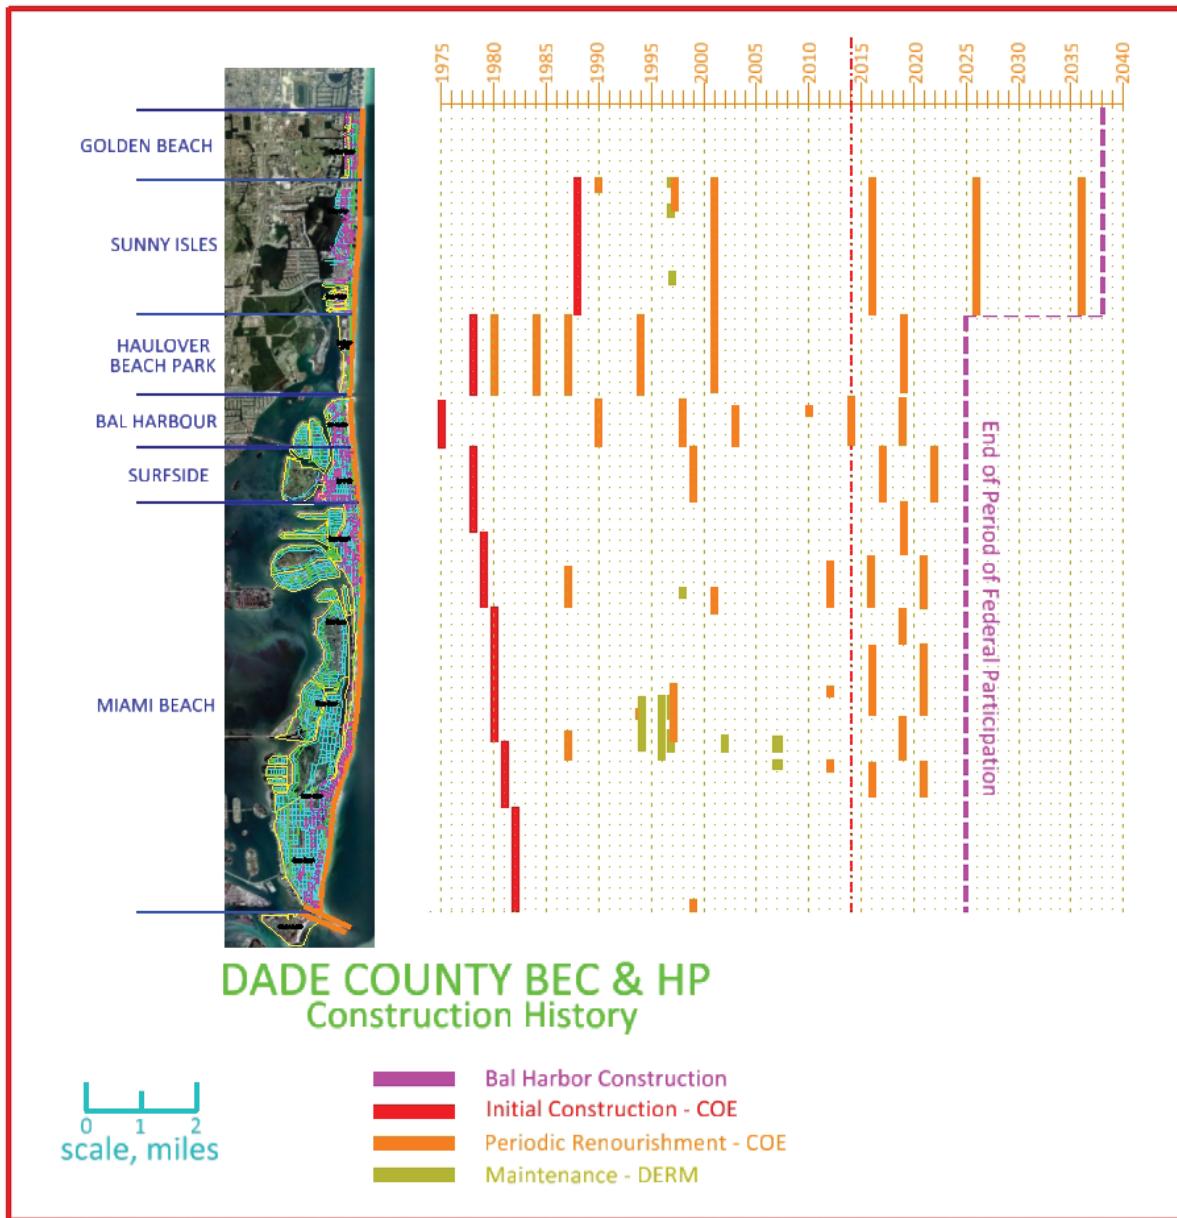 1975 1980 1985 1990 1995 2000 2005 2010 2015 2020 2025 2030 2035 2040
GOLDEN BEACH
SUNNY ISLES
HAULOVER
BEACH PARK
BAL HARBOUR
SURFSIDE
MIAMI BEACH
End of Period of Federal Participation
DADE COUNTY BEC & HP
Construction History
Bal Harbor Construction
Initial Construction - COE
Periodic Renourishment - COE
Maintenance - DERM
0 1 2
scale, miles